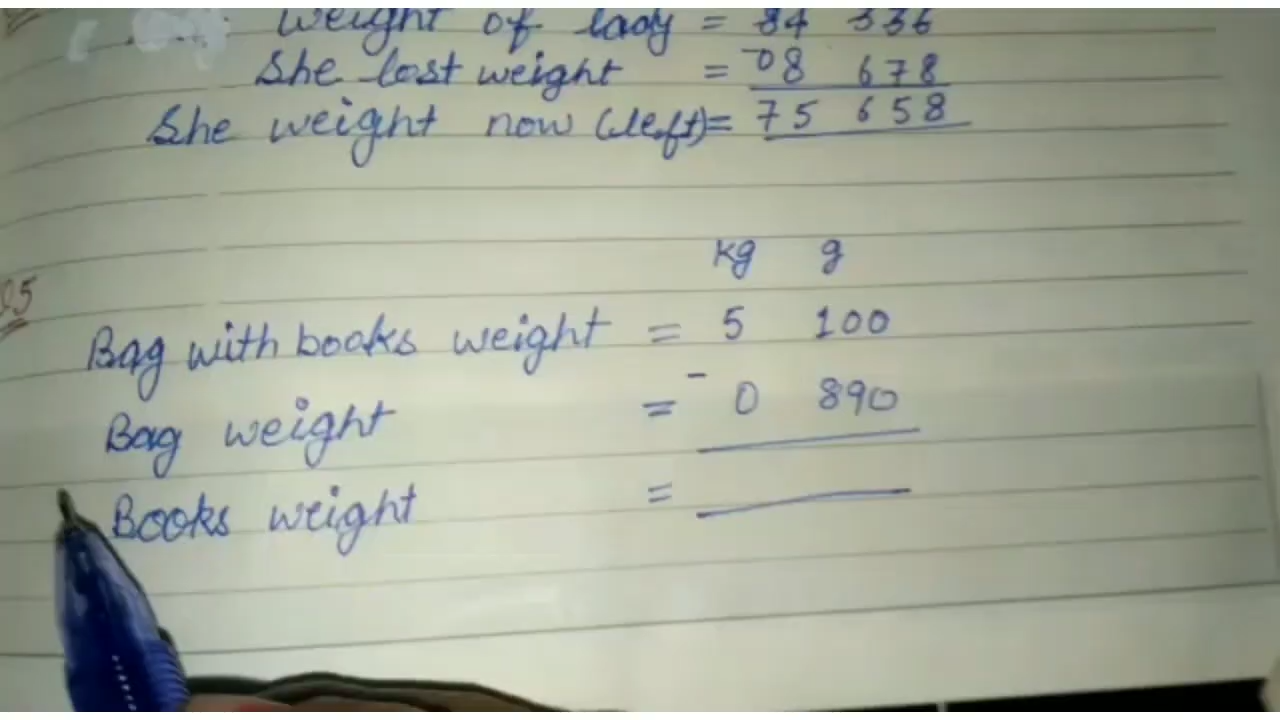 weight of lady = 84 336
She lost weight = -08 678
She weight now (left)= 75 658
kg g
Q5
Bag with books weight = 5 100
Bag weight = - 0 890
Books weight =